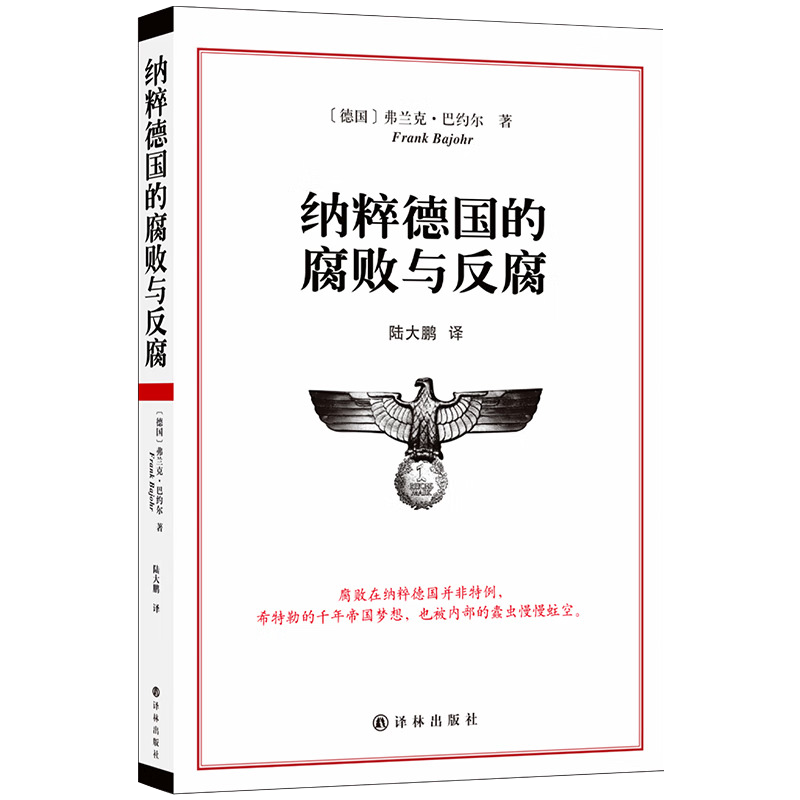 纳粹德国的腐败与反腐
〔德国〕弗兰克·巴约尔 著
Frank Bajohr
陆大鹏 译
译林出版社
〔德国〕弗兰克·巴约尔 著
Frank Bajohr
纳粹德国的
腐败与反腐
陆大鹏 译
1
REICHS
MARK
腐败在纳粹德国并非特例,
希特勒的千年帝国梦想,也被内部的蠹虫慢慢蛀空。
译林出版社